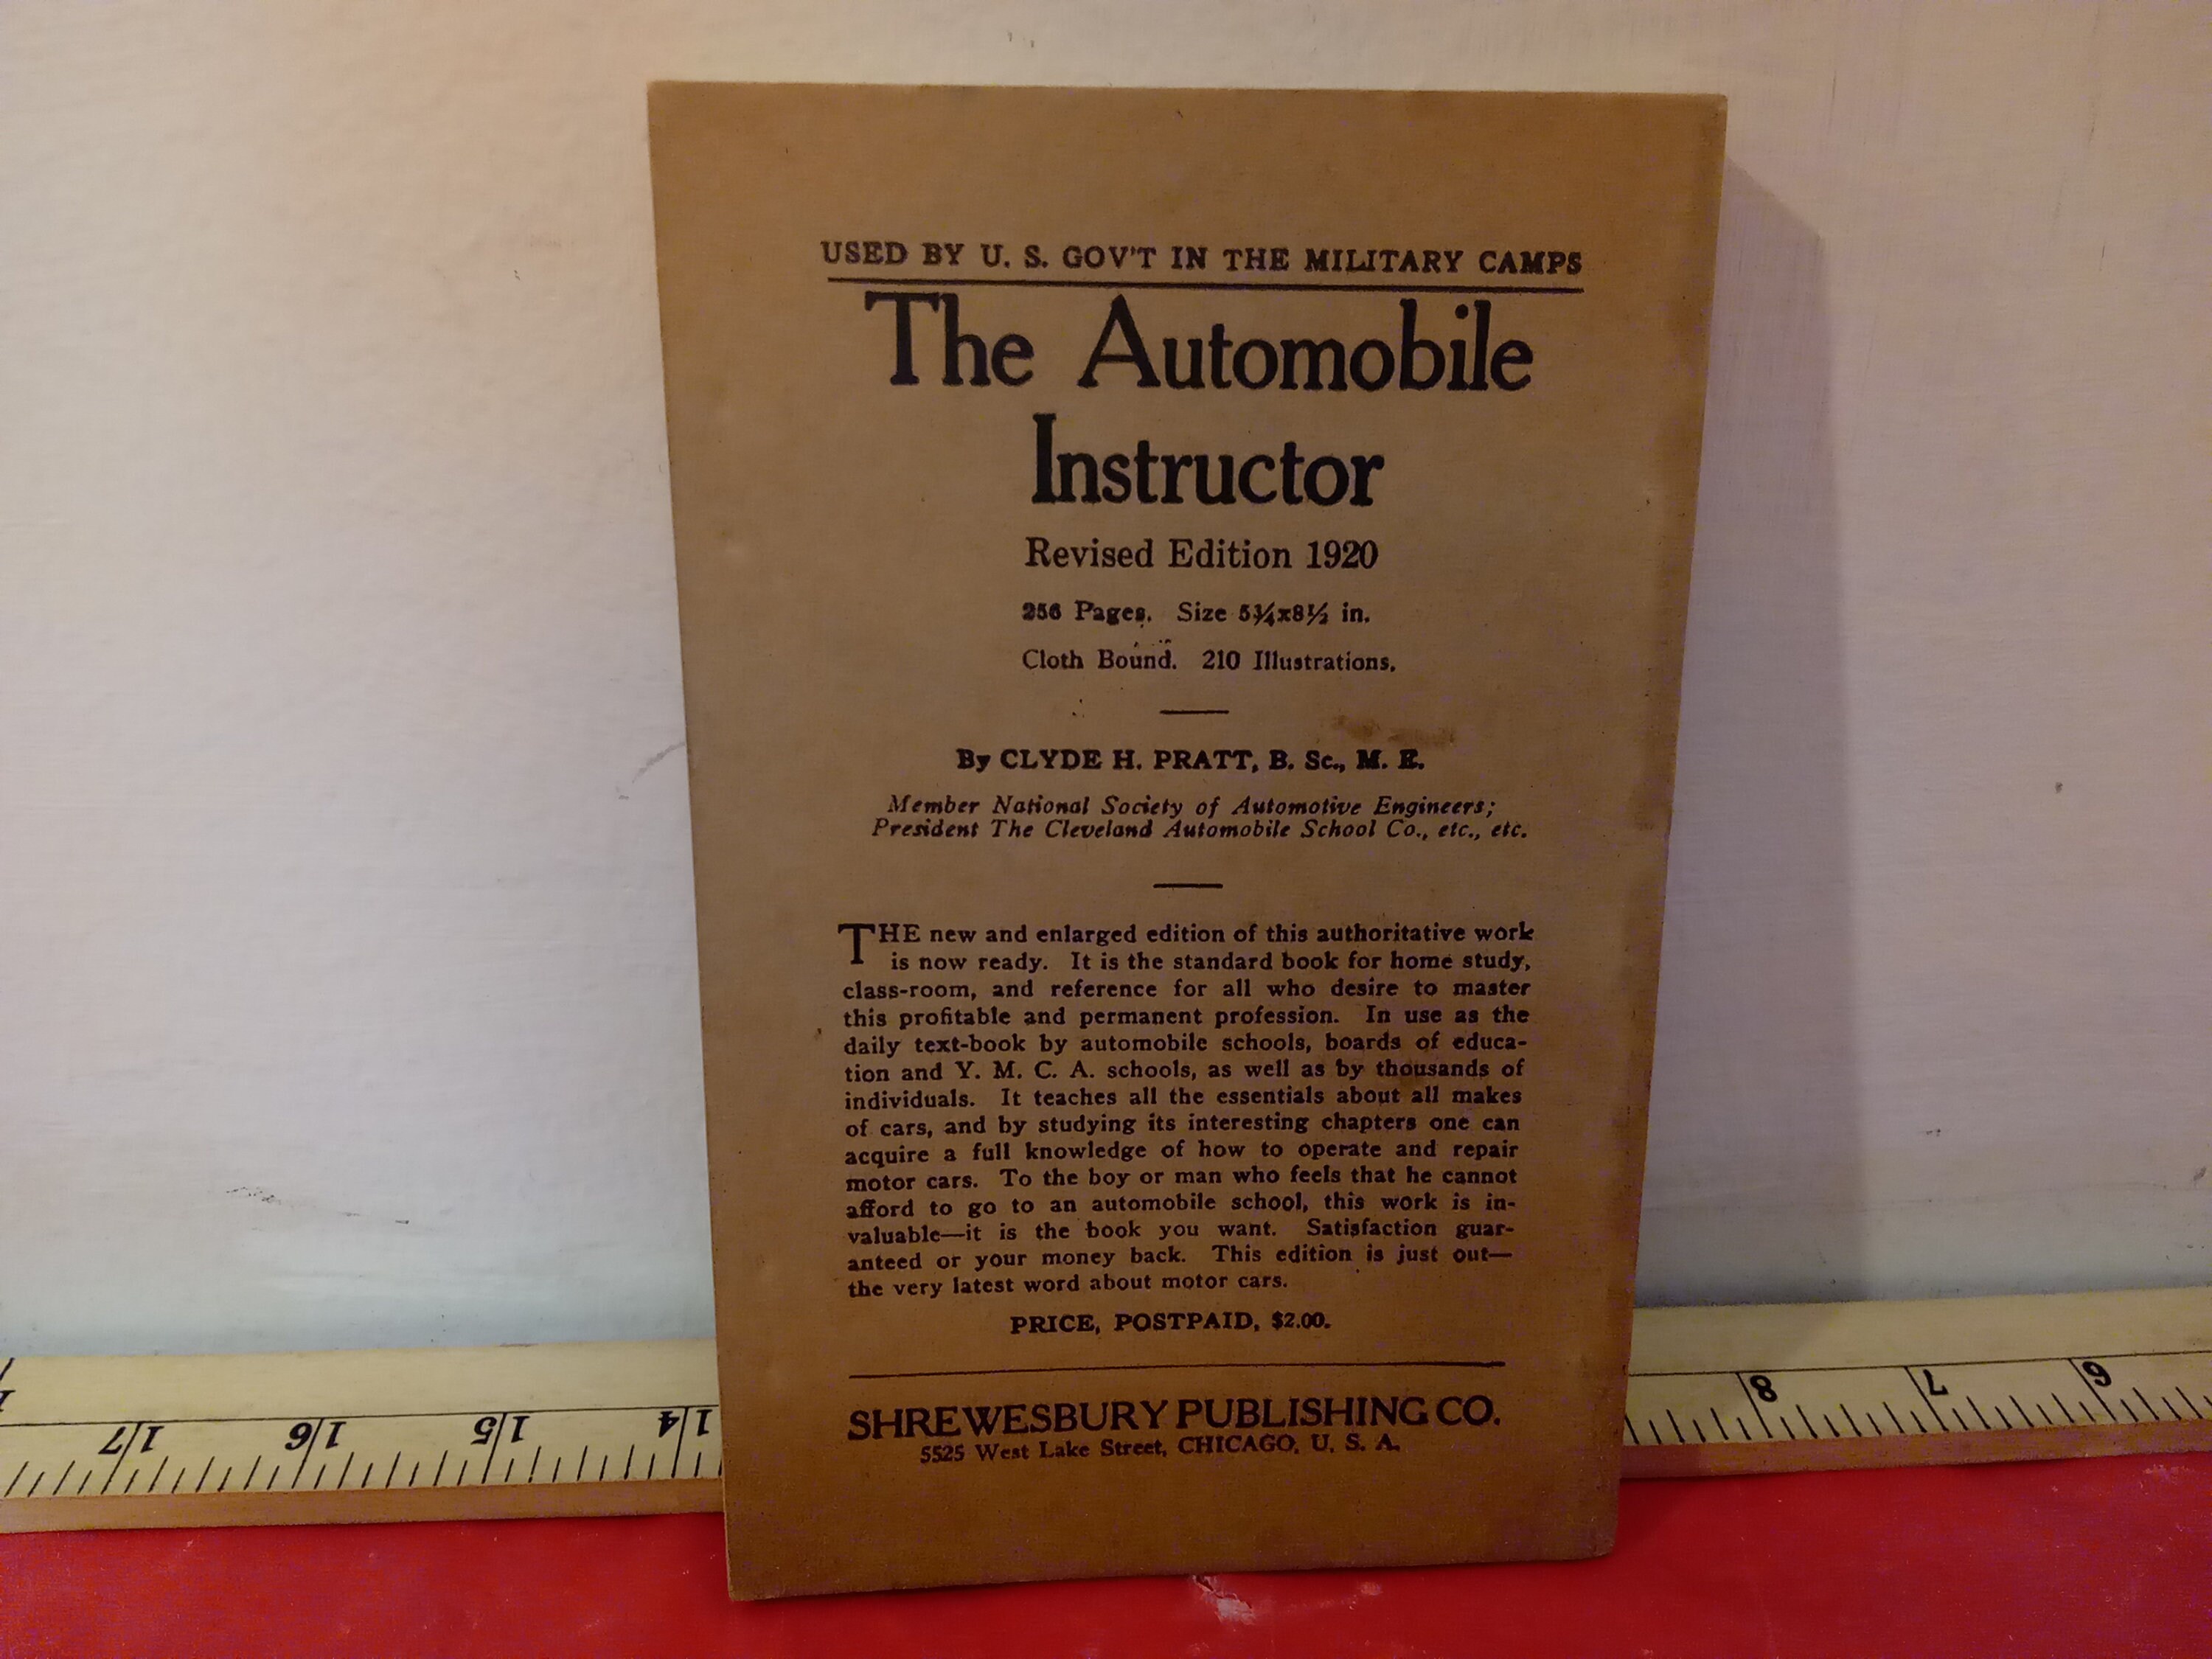 USED BY U. S. GOV'T IN THE MILITARY CAMPS
The Automobile
Instructor
Revised Edition 1920
256 Pages. Size 5¾x8½ in.
Cloth Bound. 210 Illustrations.
By CLYDE H. PRATT, B. Sc., M. E.
Member National Society of Automotive Engineers;
President The Cleveland Automobile School Co., etc., etc.
THE new and enlarged edition of this authoritative work
is now ready. It is the standard book for home study,
class-room, and reference for all who desire to master
this profitable and permanent profession. In use as the
daily text-book by automobile schools, boards of educa-
tion and Y. M. C. A. schools, as well as by thousands of
individuals. It teaches all the essentials about all makes
of cars, and by studying its interesting chapters one can
acquire a full knowledge of how to operate and repair
motor cars. To the boy or man who feels that he cannot
afford to go to an automobile school, this work is in-
valuable—it is the book you want. Satisfaction guar-
anteed or your money back. This edition is just out—
the very latest word about motor cars.
PRICE, POSTPAID, $2.00.
SHREWESBURY PUBLISHING CO.
5525 West Lake Street, CHICAGO, U. S. A.
17 16 15 14 8 7 6